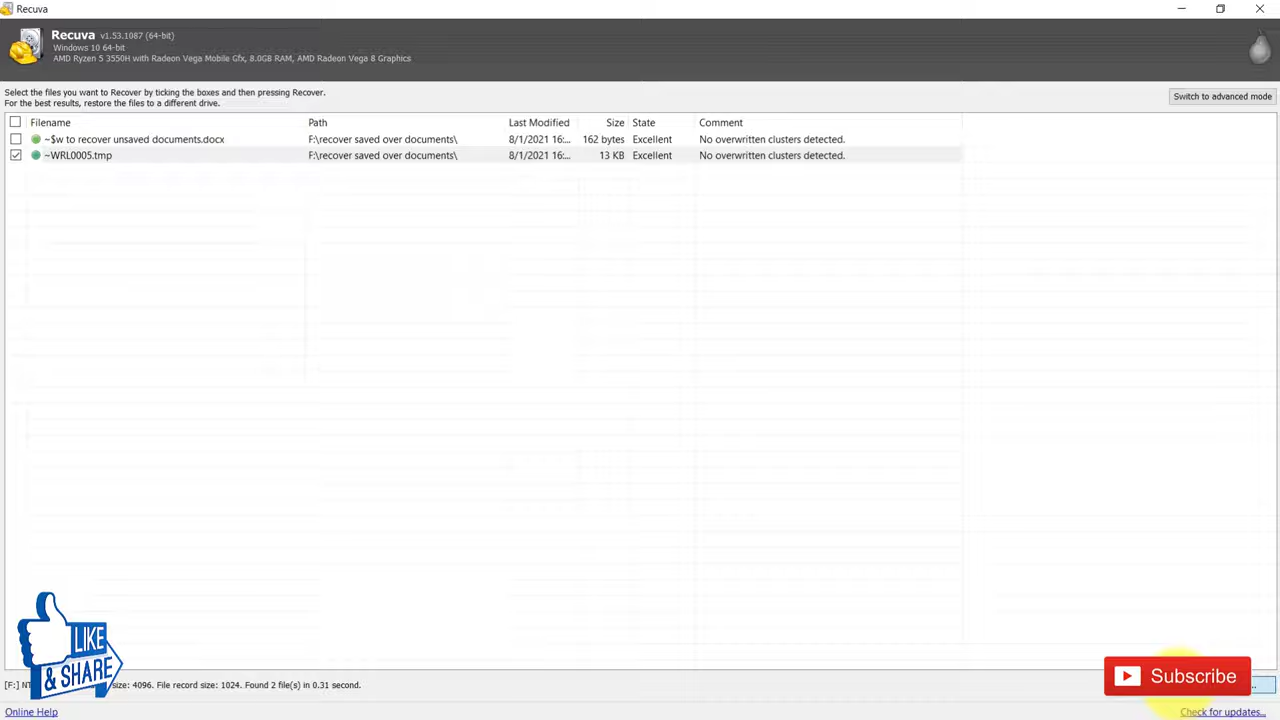 Recuva
Recuva v1.53.1087 (64-bit)
Windows 10 64-bit
AMD Ryzen 5 3550H with Radeon Vega Mobile Gfx, 8.0GB RAM, AMD Radeon Vega 8 Graphics
Select the files you want to Recover by ticking the boxes and then pressing Recover.
For the best results, restore the files to a different drive.
Switch to advanced mode
Filename Path Last Modified Size State Comment
~$w to recover unsaved documents.docx F:\recover saved over documents\ 8/1/2021 16:... 162 bytes Excellent No overwritten clusters detected.
~WRL0005.tmp F:\recover saved over documents\ 8/1/2021 16:... 13 KB Excellent No overwritten clusters detected.
LIKE
& SHARE
Subscribe
[F:] size: 4096. File record size: 1024. Found 2 file(s) in 0.31 second.
Online Help
Check for updates...